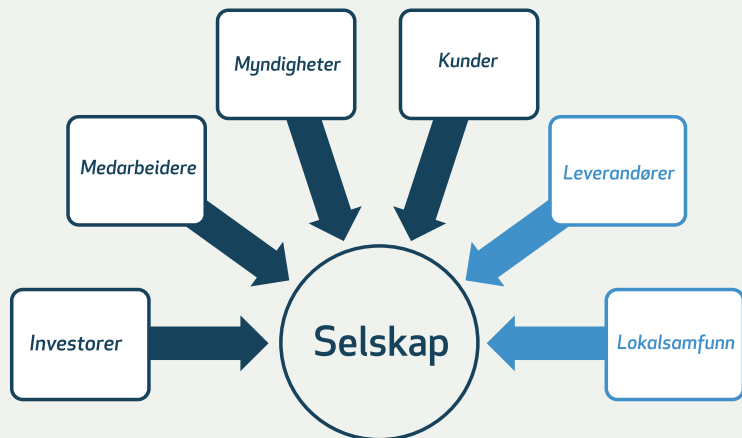 Myndigheter
Kunder
Medarbeidere
Leverandører
Investorer
Selskap
Lokalsamfunn